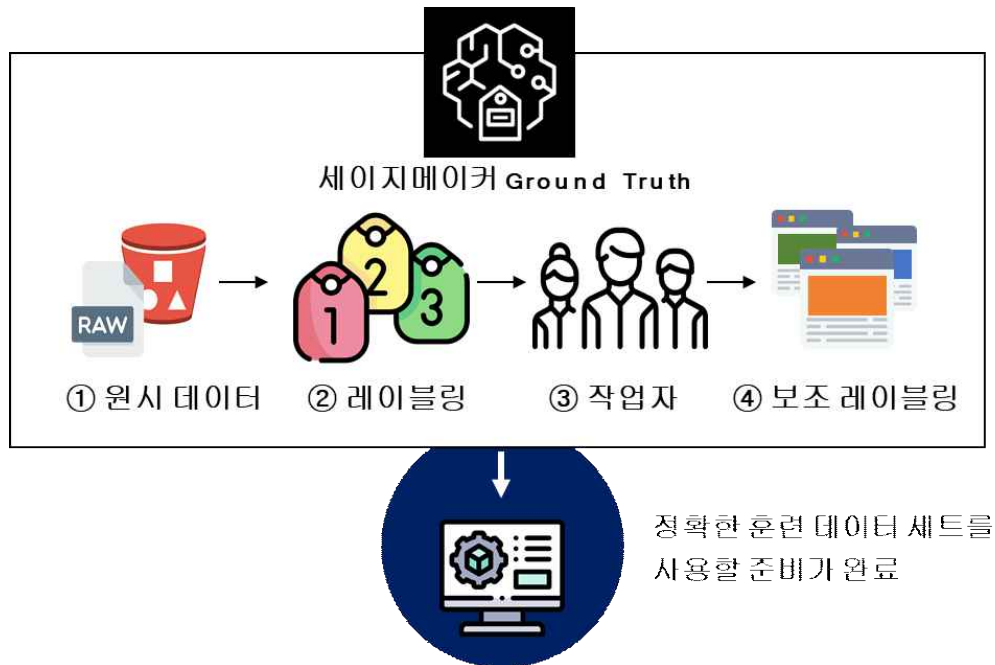 세이지메이커 Ground Truth
RAW
1
2
3
① 원시 데이터
② 레이블링
③ 작업자
④ 보조 레이블링
정확한 훈련 데이터 세트를
사용할 준비가 완료